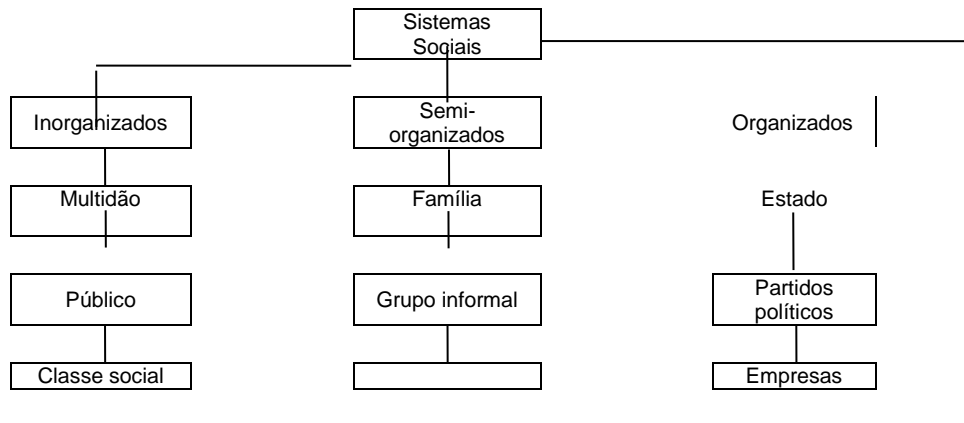 Sistemas
Sociais
Inorganizados
Semi-
organizados
Organizados
Multidão
Família
Estado
Público
Grupo informal
Partidos
políticos
Classe social
Empresas